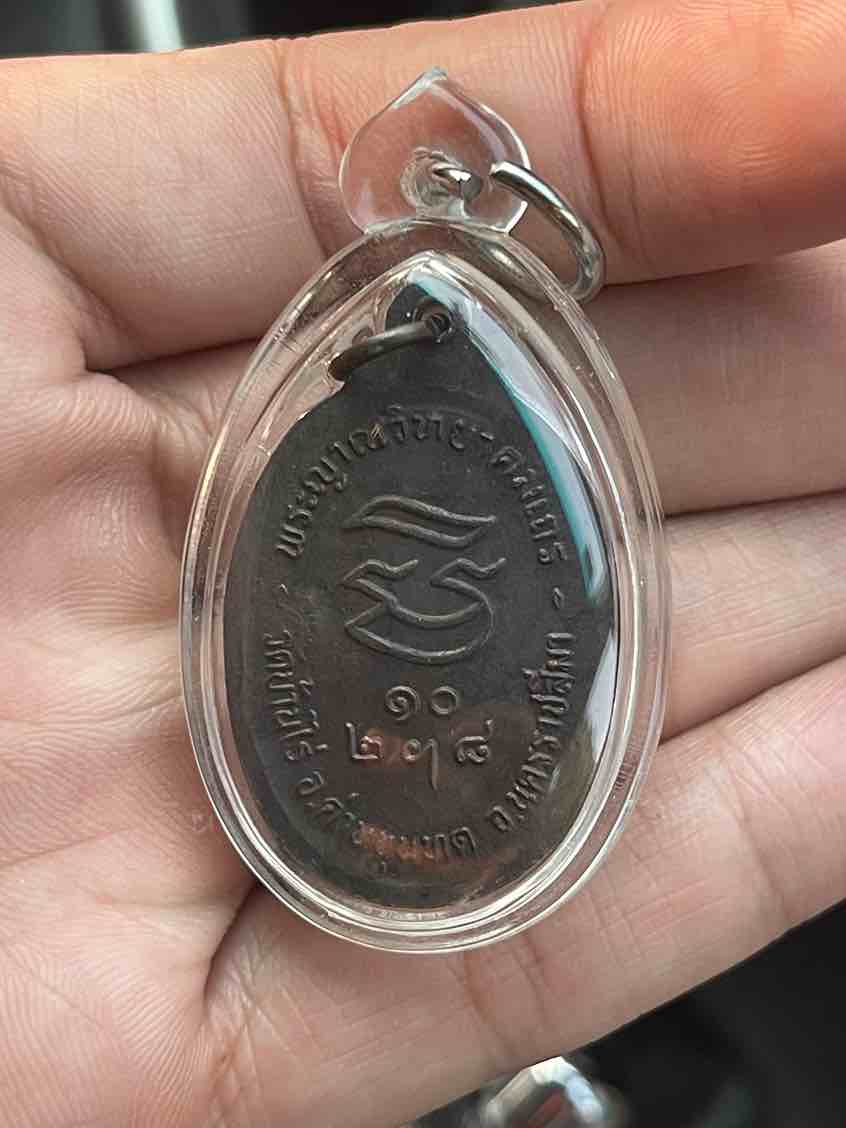 พระญาณวิทยาคมเถร
๑๐
๒ ๆ ๘
วัดบ้านไร่ อ.ด่านขุนทด จ.นครราชสีมา